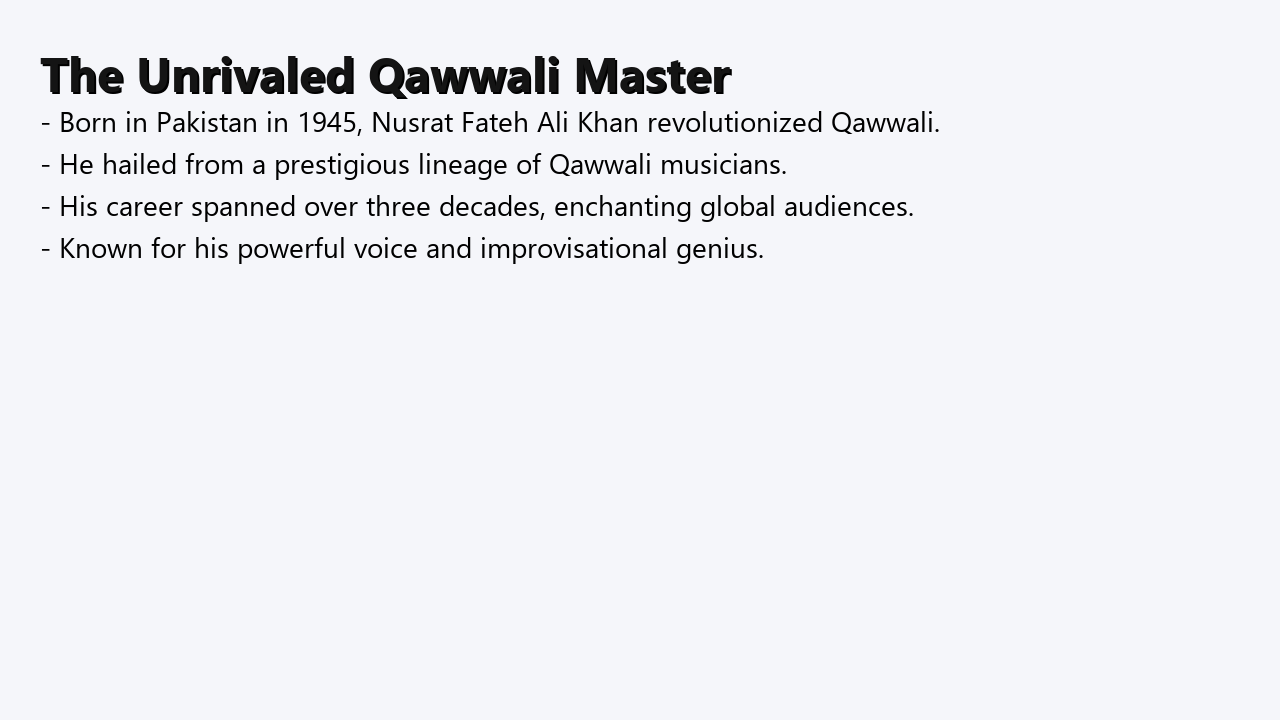 The Unrivaled Qawwali Master
- Born in Pakistan in 1945, Nusrat Fateh Ali Khan revolutionized Qawwali.
- He hailed from a prestigious lineage of Qawwali musicians.
- His career spanned over three decades, enchanting global audiences.
- Known for his powerful voice and improvisational genius.